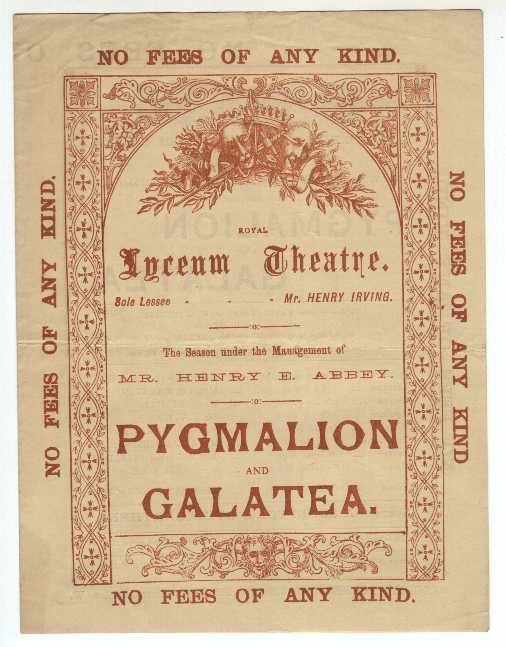 NO FEES OF ANY KIND.
NO FEES OF ANY KIND.
NO FEES OF ANY KIND
ROYAL
Lyceum Theatre.
Sole Lessee - - - Mr. HENRY IRVING.
The Season under the Management of
MR. HENRY E. ABBEY.
PYGMALION
AND
GALATEA.
NO FEES OF ANY KIND.